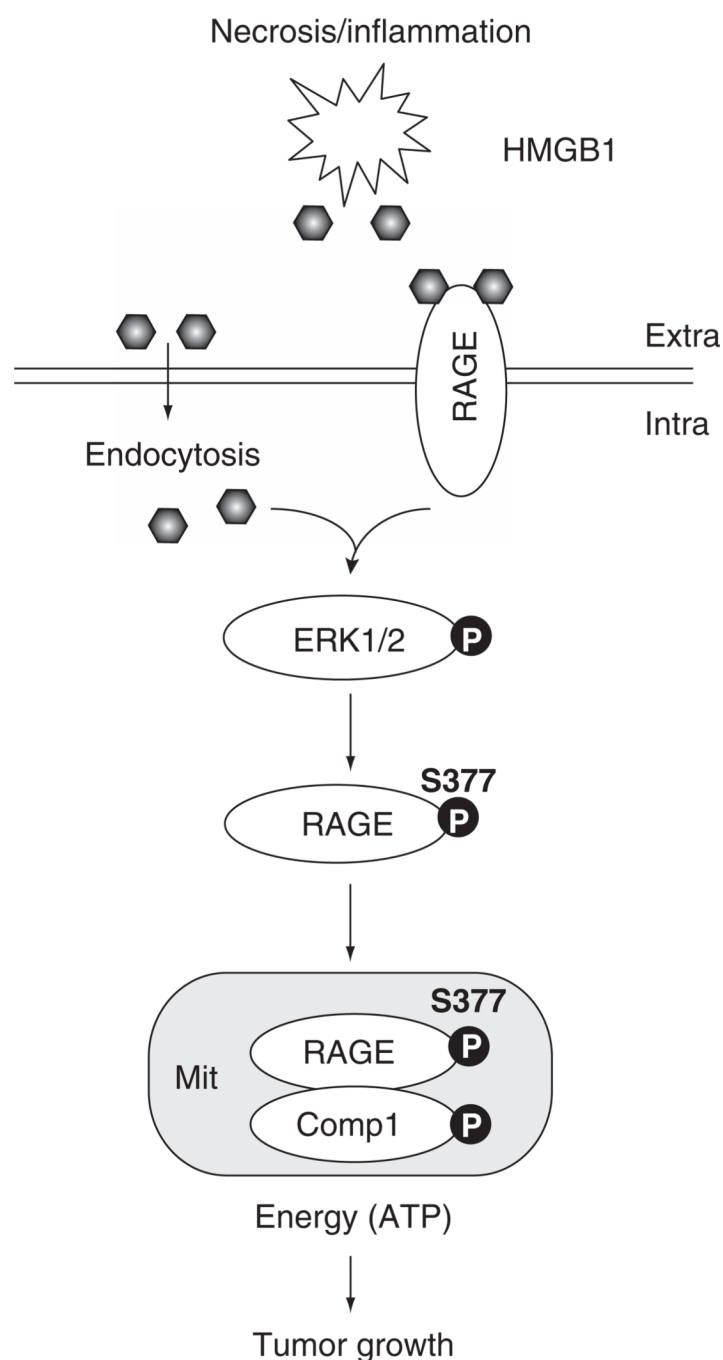 Necrosis/inflammation
HMGB1
Extra
RAGE
Intra
Endocytosis
ERK1/2
P
S377
RAGE
P
S377
RAGE
P
Mit
Comp1
P
Energy (ATP)
Tumor growth